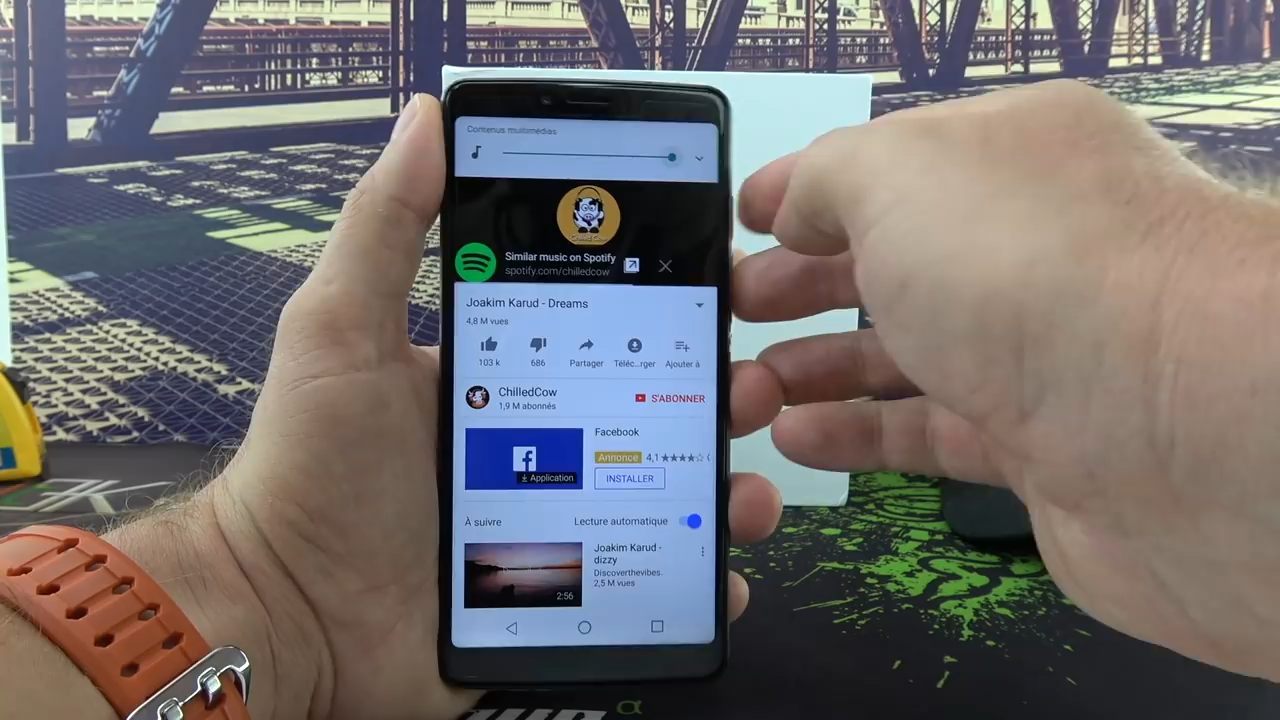 Contenus multimédias
Chilled Cow
Similar music on Spotify
spotify.com/chilledcow
Joakim Karud - Dreams
4,8 M vues
103 k
686
Partager
Téléc...rger
Ajouter à
ChilledCow
1,9 M abonnés
S'ABONNER
Facebook
Annonce 4,1
Application
INSTALLER
À suivre
Lecture automatique
Joakim Karud -
dizzy
Discoverthevibes.
2,5 M vues
2:56